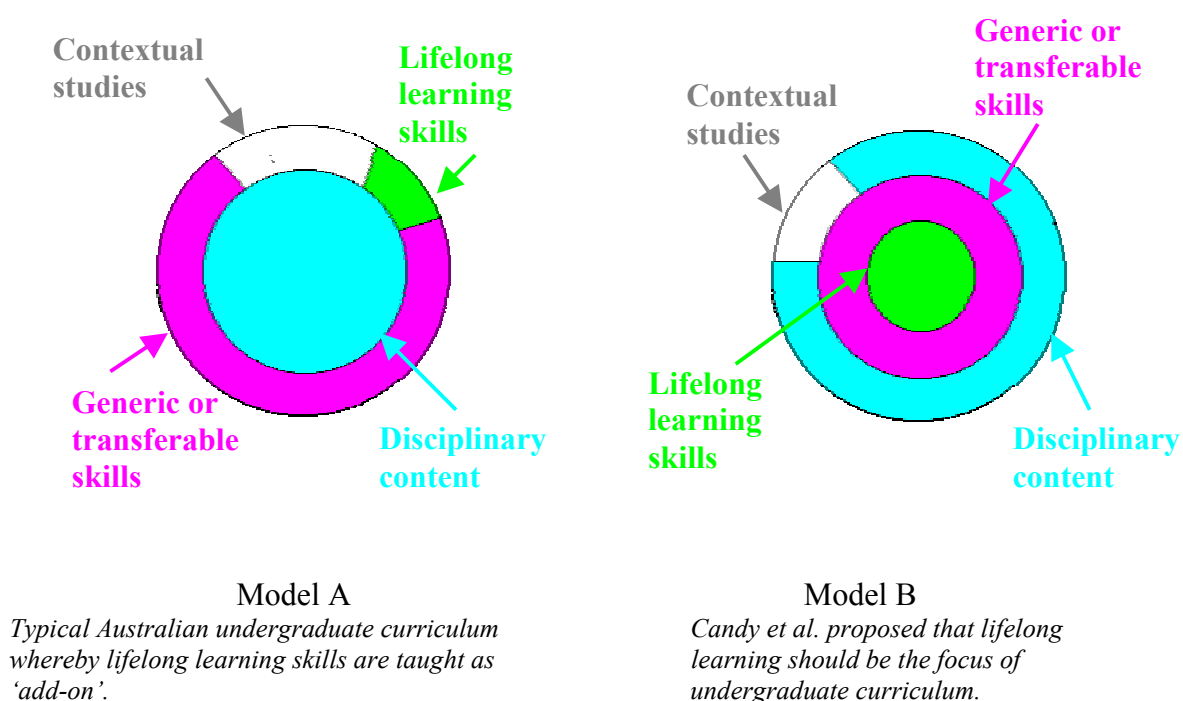 Contextual
studies
Lifelong
learning
skills
Generic or
transferable
skills
Disciplinary
content
Model A
Typical Australian undergraduate curriculum
whereby lifelong learning skills are taught as
‘add-on’.
Generic or
transferable
skills
Contextual
studies
Lifelong
learning
skills
Disciplinary
content
Model B
Candy et al. proposed that lifelong
learning should be the focus of
undergraduate curriculum.